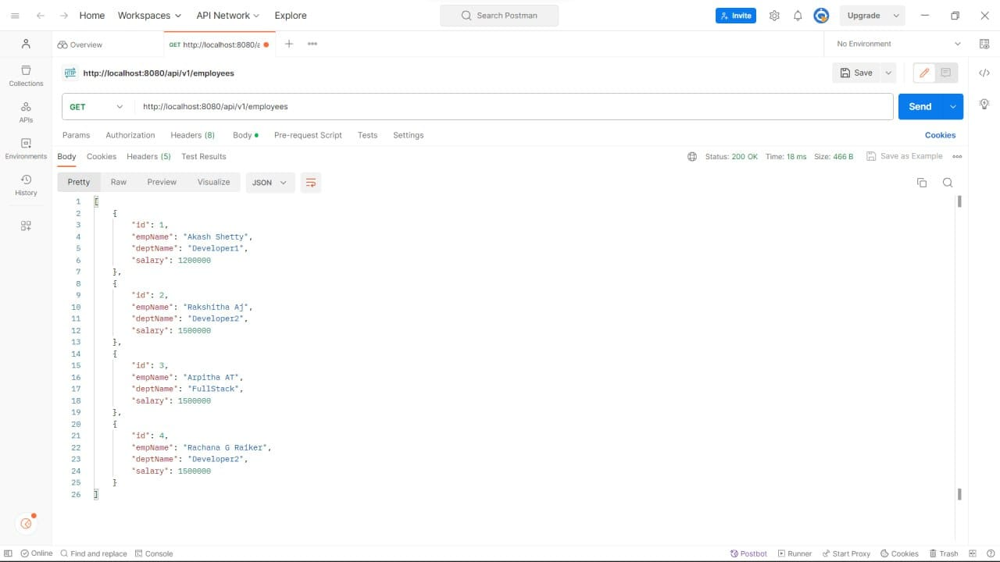 Home Workspaces API Network Explore Search Postman Invite Upgrade
Overview GET http://localhost:8080/a No Environment
HTTP http://localhost:8080/api/v1/employees Save
GET http://localhost:8080/api/v1/employees Send
Params Authorization Headers (8) Body Pre-request Script Tests Settings Cookies
Body Cookies Headers (5) Test Results Status: 200 OK Time: 18 ms Size: 466 B Save as Example
Pretty Raw Preview Visualize JSON
Collections
APIs
Environments
History
1 [
2 {
3 "id": 1,
4 "empName": "Akash Shetty",
5 "deptName": "Developer1",
6 "salary": 1200000
7 },
8 {
9 "id": 2,
10 "empName": "Rakshitha Aj",
11 "deptName": "Developer2",
12 "salary": 1500000
13 },
14 {
15 "id": 3,
16 "empName": "Arpitha AT",
17 "deptName": "FullStack",
18 "salary": 1500000
19 },
20 {
21 "id": 4,
22 "empName": "Rachana G Raiker",
23 "deptName": "Developer2",
24 "salary": 1500000
25 }
26 ]
Online Find and replace Console Postbot Runner Start Proxy Cookies Trash